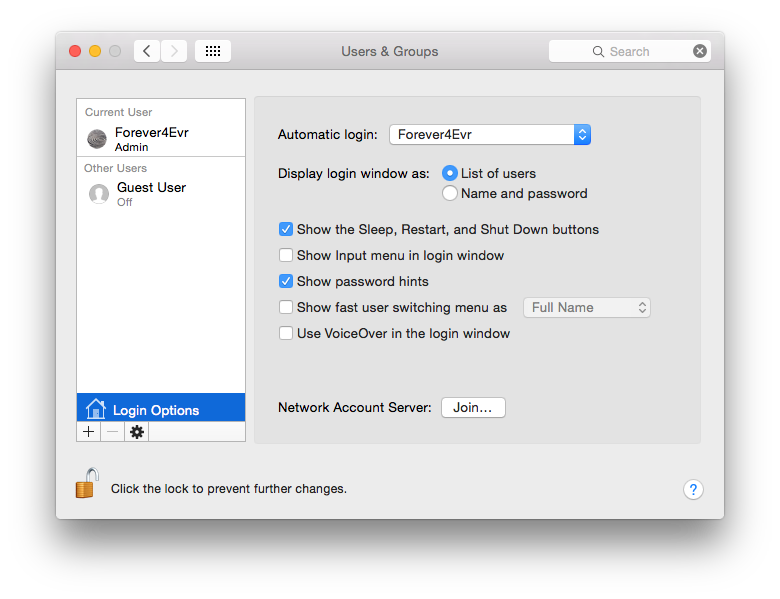 Users & Groups
Search
Current User
Forever4Evr
Admin
Other Users
Guest User
Off
Login Options
Automatic login: Forever4Evr
Display login window as: List of users
Name and password
Show the Sleep, Restart, and Shut Down buttons
Show Input menu in login window
Show password hints
Show fast user switching menu as Full Name
Use VoiceOver in the login window
Network Account Server: Join...
Click the lock to prevent further changes.
?